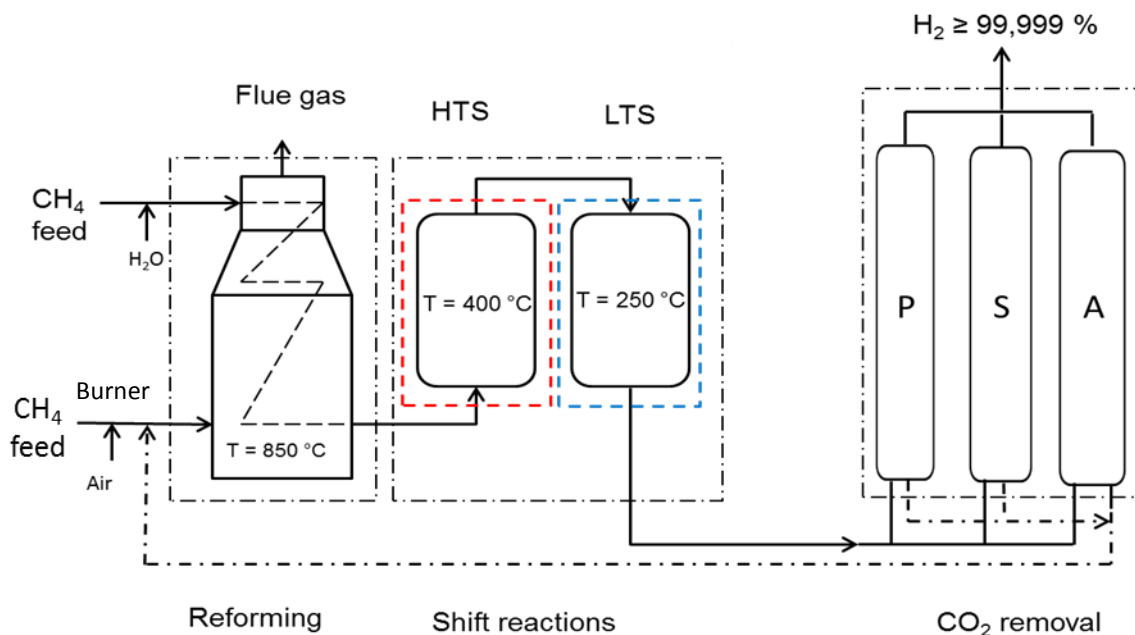 H₂ ≥ 99,999 %
Flue gas
HTS
LTS
CH₄
feed
H₂O
T = 400 °C
T = 250 °C
P
S
A
Burner
CH₄
feed
Air
T = 850 °C
Reforming
Shift reactions
CO₂ removal